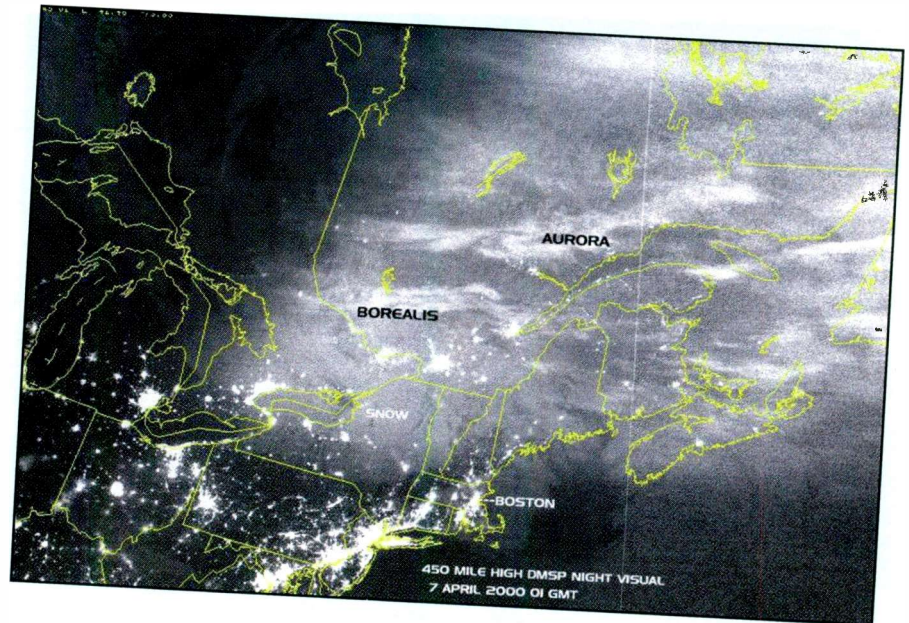 AURORA
BOREALIS
SNOW
BOSTON
450 MILE HIGH DMSP NIGHT VISUAL
7 APRIL 2000 01 GMT